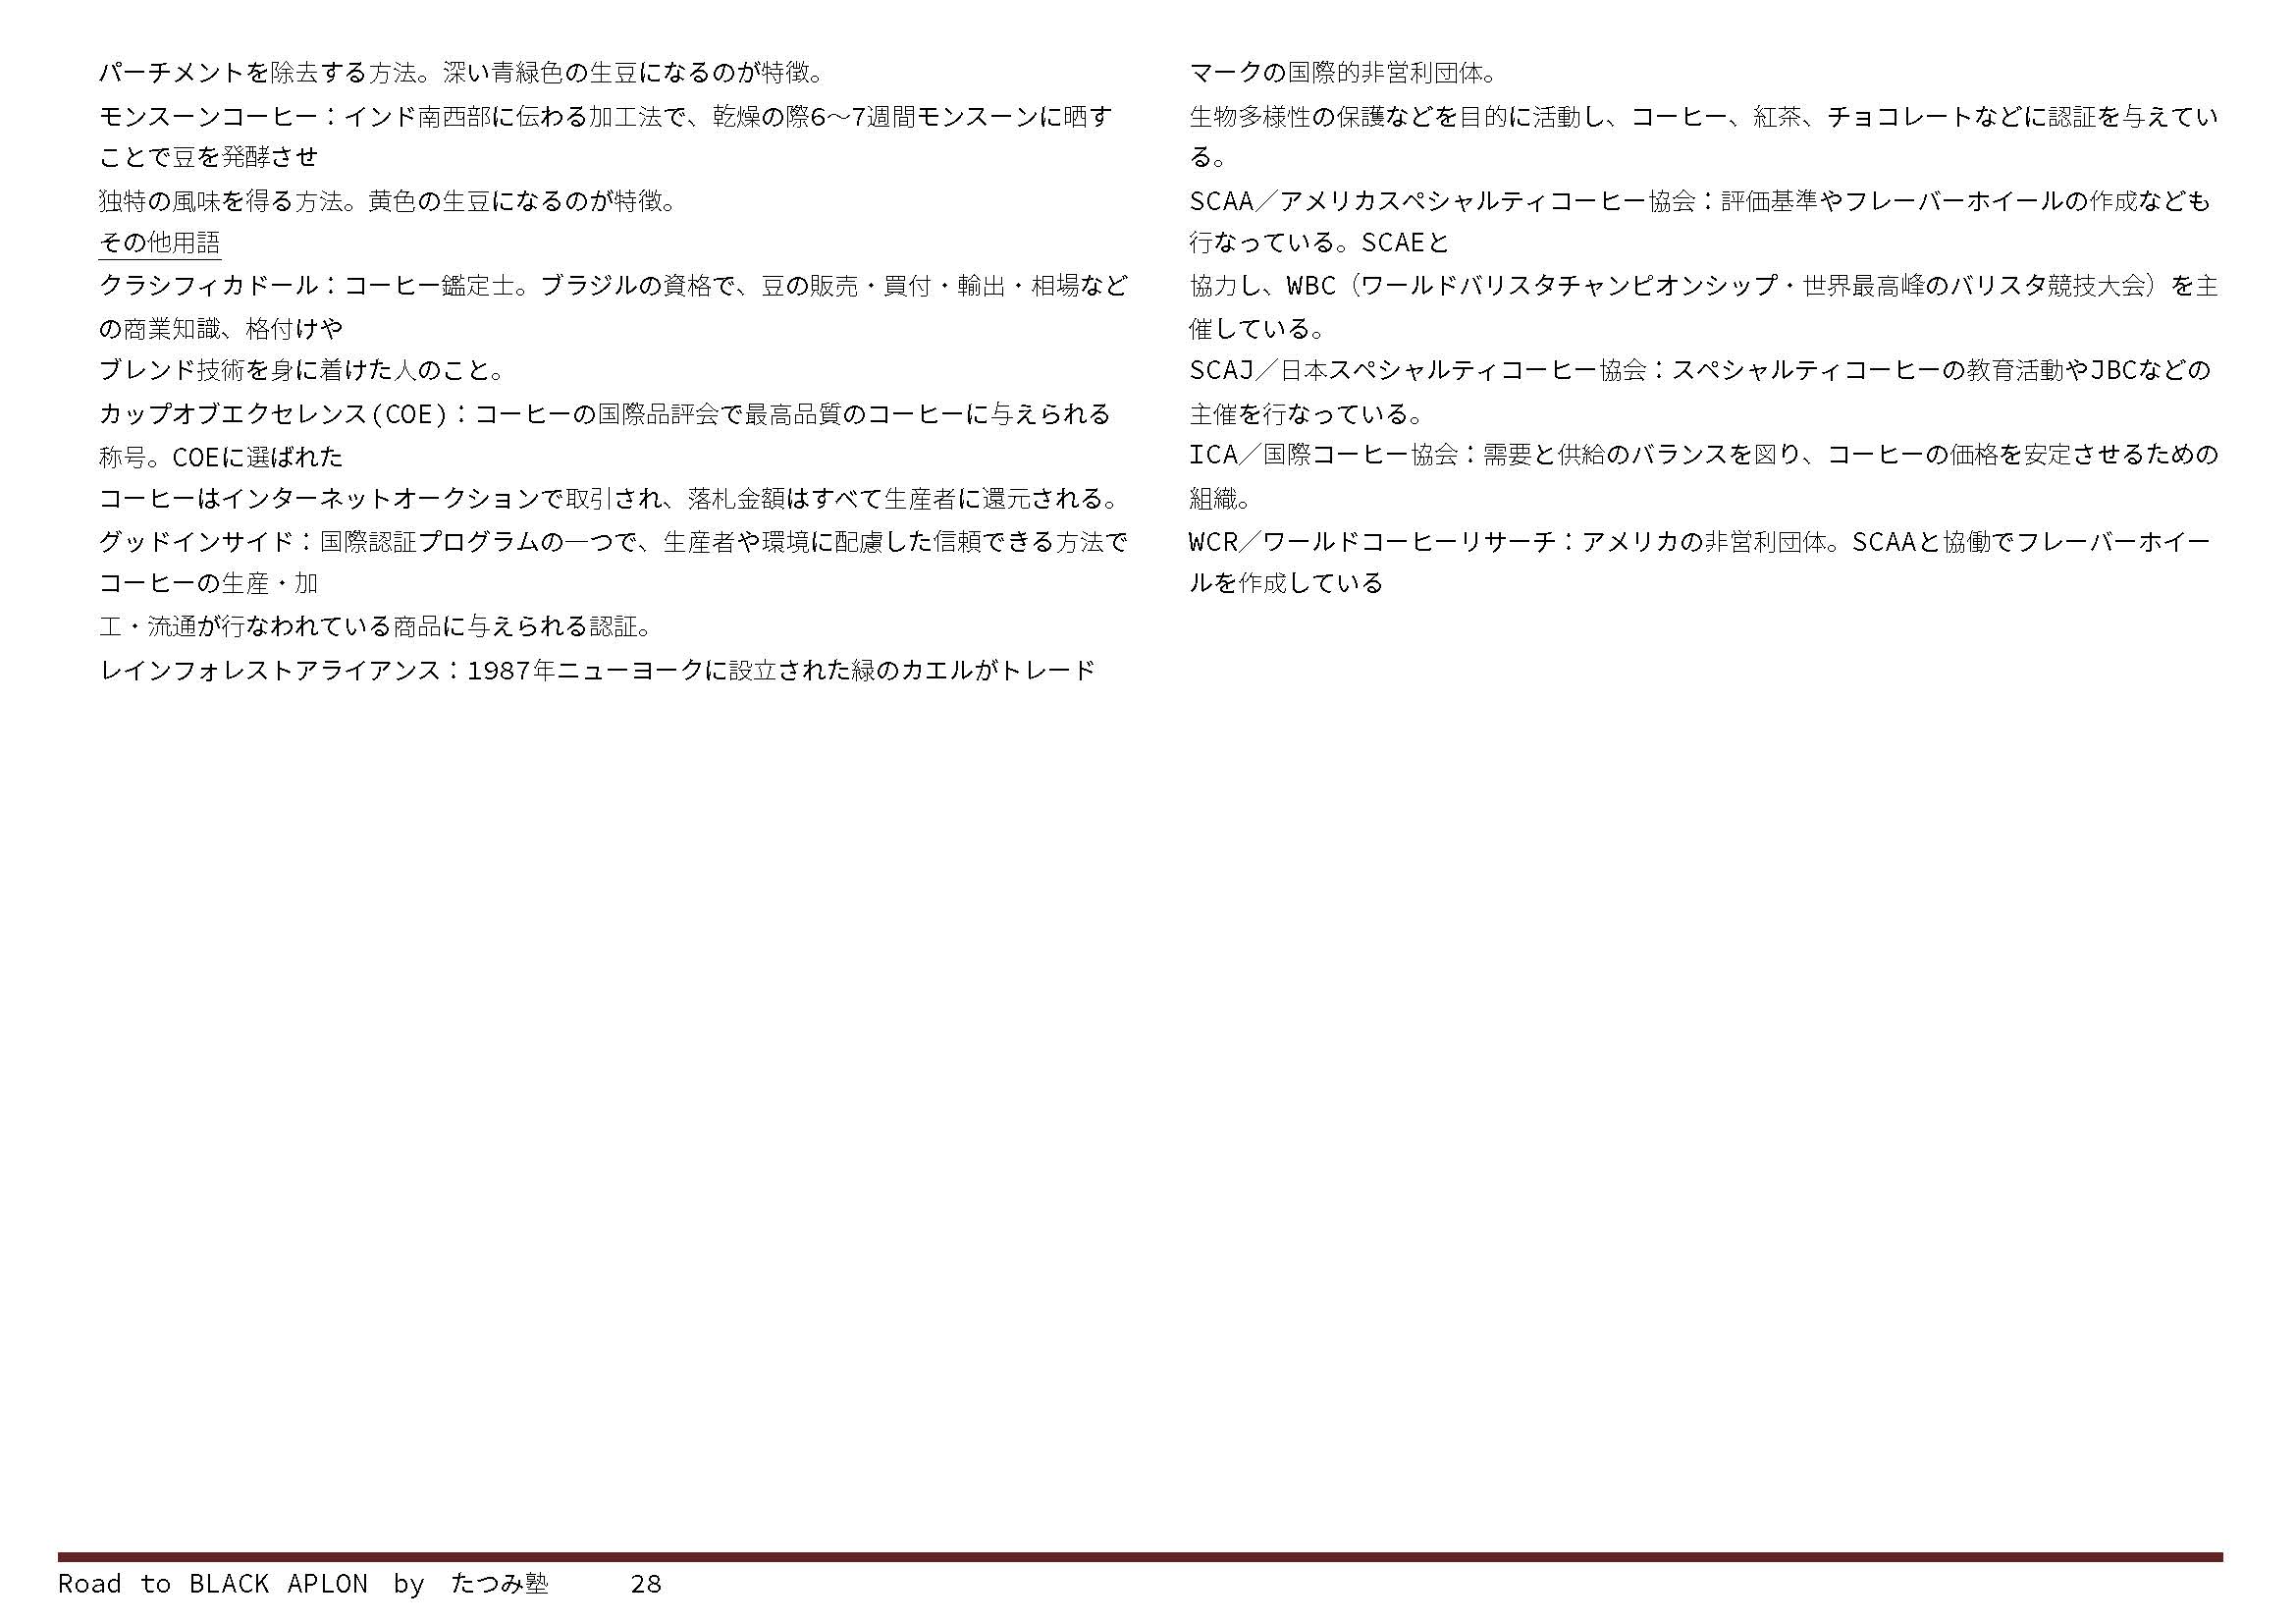 パーチメントを除去する方法。深い青緑色の生豆になるのが特徴。
モンスーンコーヒー：インド南西部に伝わる加工法で、乾燥の際6～7週間モンスーンに晒す
ことで豆を発酵させ
独特の風味を得る方法。黄色の生豆になるのが特徴。
その他用語
クラシフィカドール：コーヒー鑑定士。ブラジルの資格で、豆の販売・買付・輸出・相場など
の商業知識、格付けや
ブレンド技術を身に着けた人のこと。
カップオブエクセレンス(COE)：コーヒーの国際品評会で最高品質のコーヒーに与えられる
称号。COEに選ばれた
コーヒーはインターネットオークションで取引され、落札金額はすべて生産者に還元される。
グッドインサイド：国際認証プログラムの一つで、生産者や環境に配慮した信頼できる方法で
コーヒーの生産・加
工・流通が行なわれている商品に与えられる認証。
レインフォレストアライアンス：1987年ニューヨークに設立された緑のカエルがトレード
マークの国際的非営利団体。
生物多様性の保護などを目的に活動し、コーヒー、紅茶、チョコレートなどに認証を与えてい
る。
SCAA／アメリカスペシャルティコーヒー協会：評価基準やフレーバーホイールの作成なども
行なっている。SCAEと
協力し、WBC（ワールドバリスタチャンピオンシップ・世界最高峰のバリスタ競技大会）を主
催している。
SCAJ／日本スペシャルティコーヒー協会：スペシャルティコーヒーの教育活動やJBCなどの
主催を行なっている。
ICA／国際コーヒー協会：需要と供給のバランスを図り、コーヒーの価格を安定させるための
組織。
WCR／ワールドコーヒーリサーチ：アメリカの非営利団体。SCAAと協働でフレーバーホイー
ルを作成している
Road to BLACK APLON by たつみ塾 28